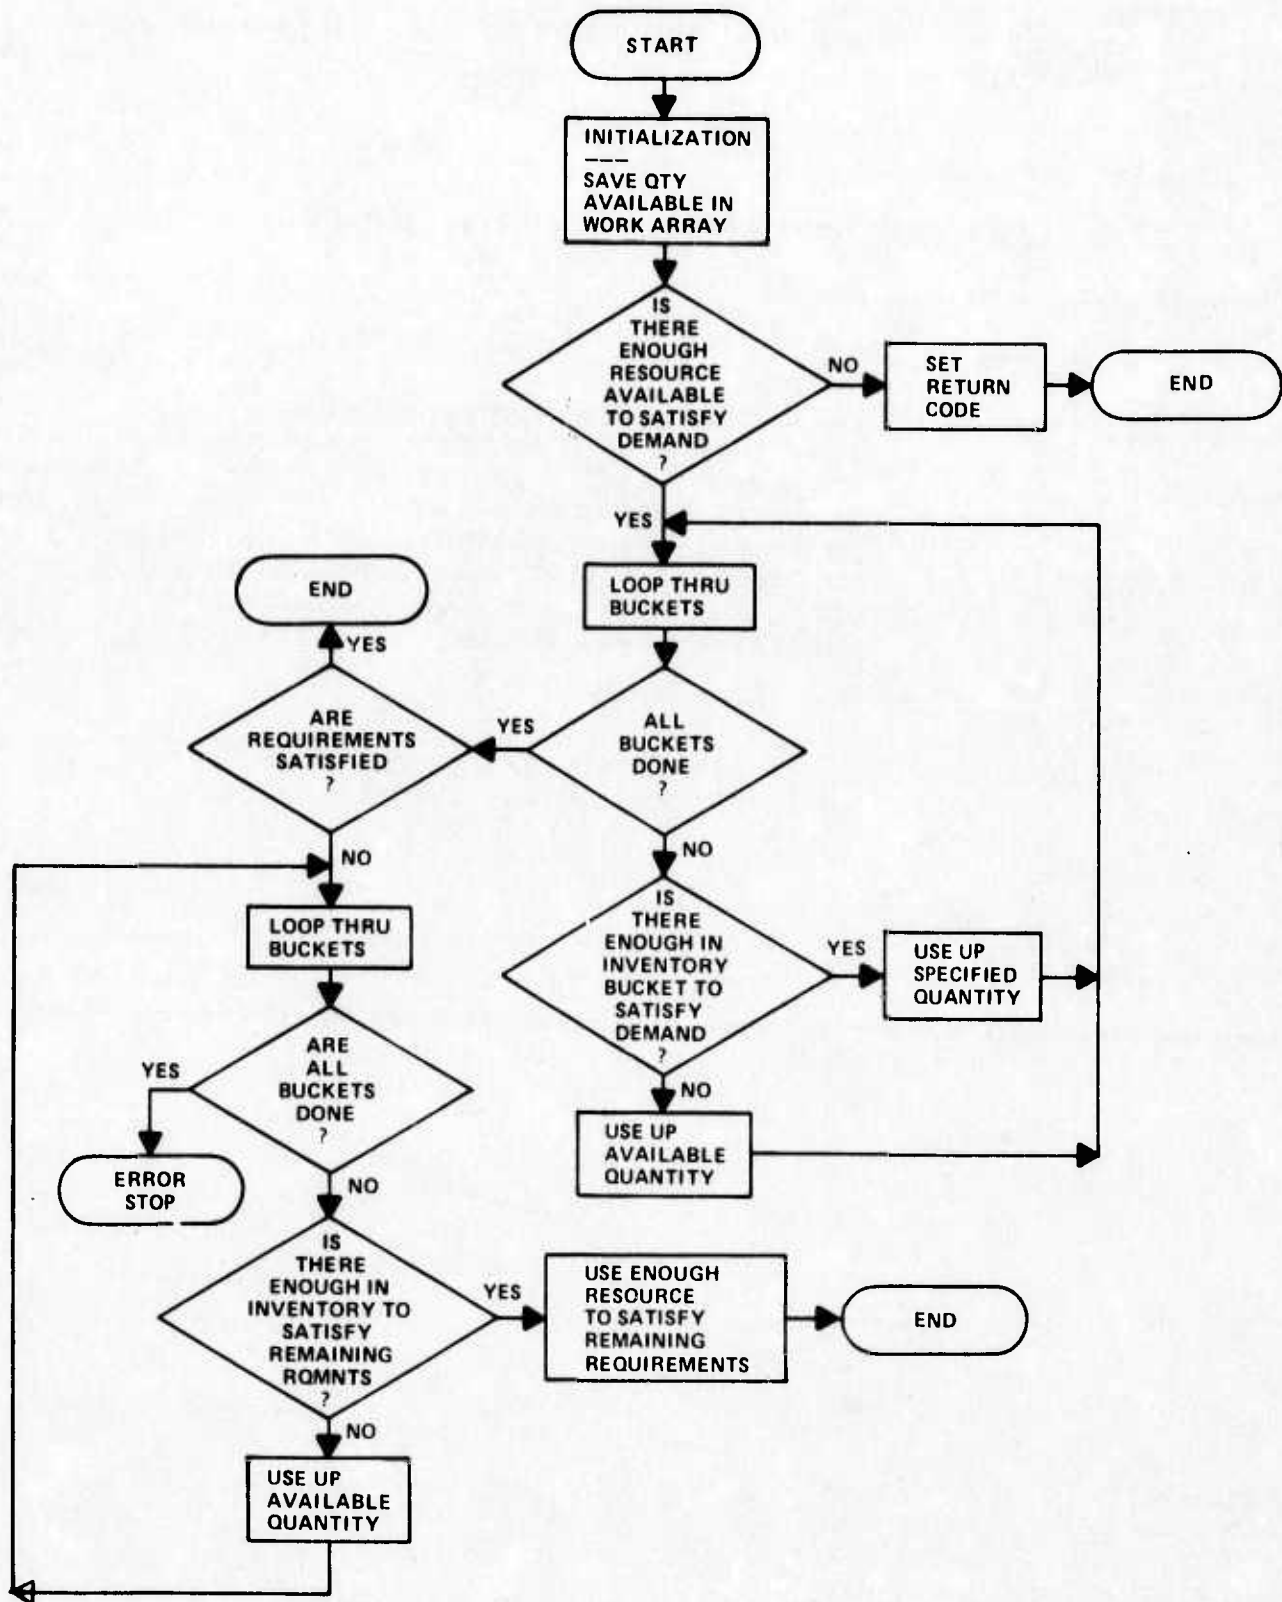 START
INITIALIZATION
---
SAVE QTY
AVAILABLE IN
WORK ARRAY
IS
THERE
ENOUGH
RESOURCE
AVAILABLE
TO SATISFY
DEMAND
?
NO
SET
RETURN
CODE
END
YES
LOOP THRU
BUCKETS
END
YES
ARE
REQUIREMENTS
SATISFIED
?
YES
ALL
BUCKETS
DONE
?
NO
NO
LOOP THRU
BUCKETS
IS
THERE
ENOUGH IN
INVENTORY
BUCKET TO
SATISFY
DEMAND
?
YES
USE UP
SPECIFIED
QUANTITY
NO
USE UP
AVAILABLE
QUANTITY
ARE
ALL
BUCKETS
DONE
?
YES
ERROR
STOP
NO
IS
THERE
ENOUGH IN
INVENTORY TO
SATISFY
REMAINING
RQMNTS
?
YES
USE ENOUGH
RESOURCE
TO SATISFY
REMAINING
REQUIREMENTS
END
NO
USE UP
AVAILABLE
QUANTITY